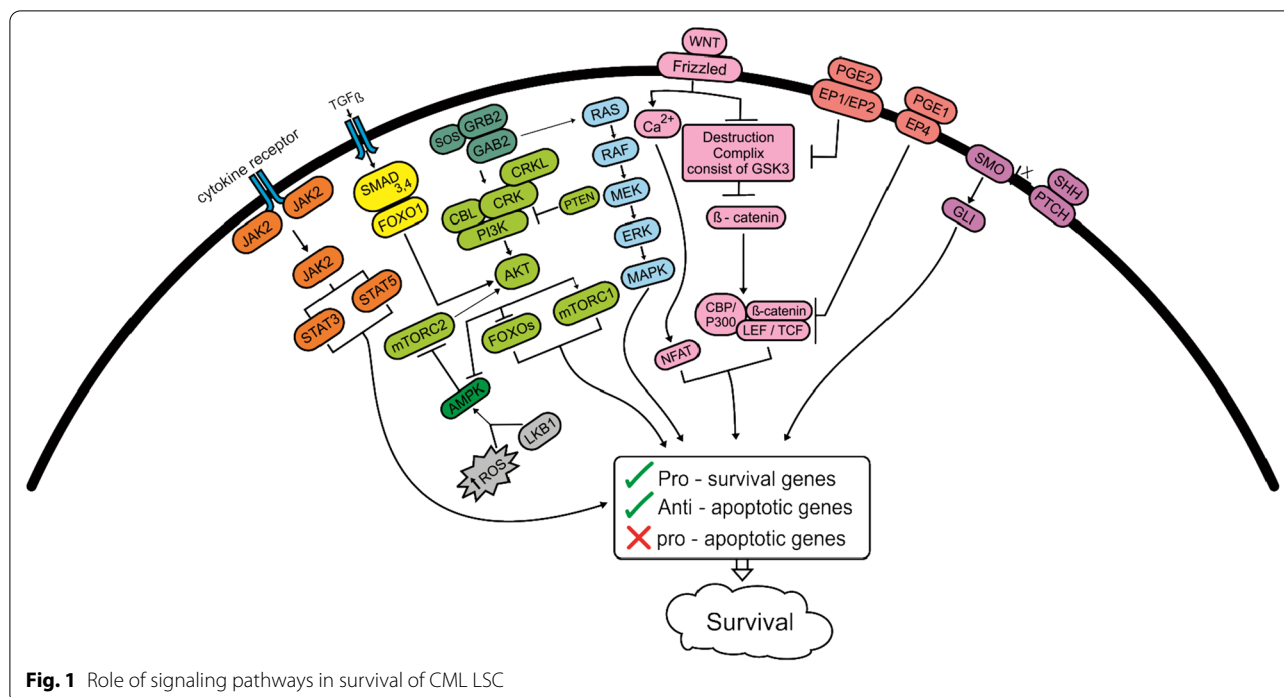 WNT
Frizzled
PGE2
EP1/EP2
PGE1
EP4
TGFß
cytokine receptor
JAK2
JAK2
JAK2
STAT5
STAT3
SMAD
3,4
FOXO1
SOS
GRB2
GAB2
CRKL
CRK
CBL
PI3K
PTEN
AKT
mTORC2
mTORC1
FOXOs
AMPK
LKB1
↑ROS
RAS
RAF
MEK
ERK
MAPK
Ca2+
Destruction
Complix
consist of GSK3
ß - catenin
CBP/
P300
ß-catenin
LEF / TCF
NFAT
SMO
X
SHH
PTCH
GLI
Pro - survival genes
Anti - apoptotic genes
pro - apoptotic genes
Survival
Fig. 1 Role of signaling pathways in survival of CML LSC